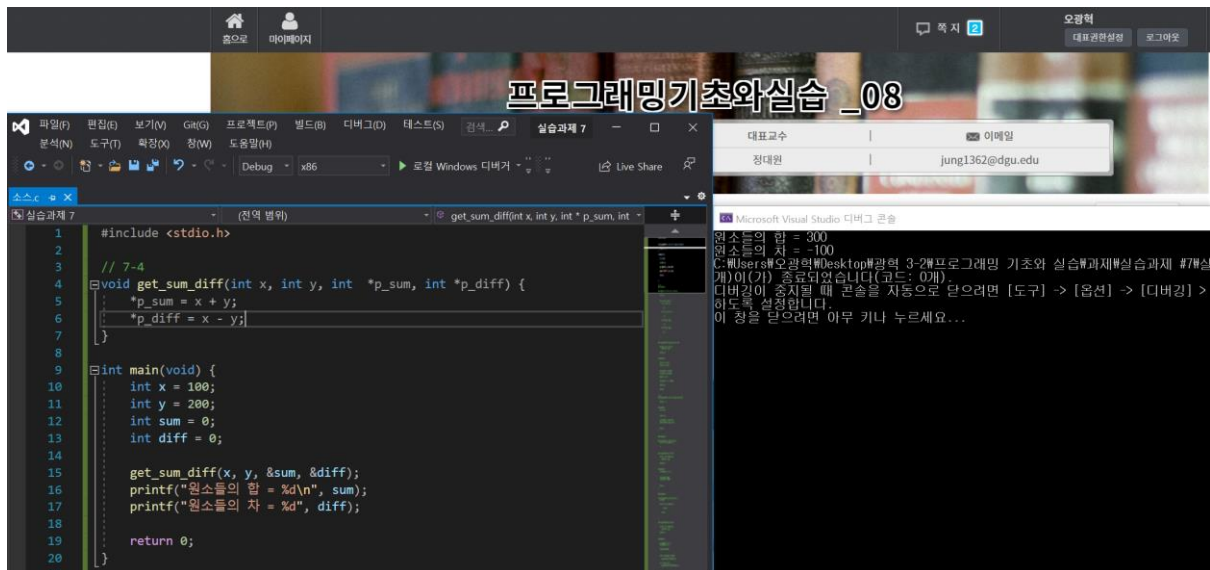 홈으로
마이페이지
쪽지 2
오광혁
대표권한설정 로그아웃
프로그래밍기초와실습 _08
대표교수 | 이메일
정대원 | jung1362@dgu.edu
파일(F) 편집(E) 보기(V) Git(G) 프로젝트(P) 빌드(B) 디버그(D) 테스트(S) 검색... 실습과제 7
분석(N) 도구(T) 확장(X) 창(W) 도움말(H)
Debug x86 로컬 Windows 디버거 Live Share
소스.c
실습과제 7 (전역 범위) get_sum_diff(int x, int y, int * p_sum, int
1 #include <stdio.h>
2
3 // 7-4
4 void get_sum_diff(int x, int y, int  *p_sum, int *p_diff) {
5     *p_sum = x + y;
6     *p_diff = x - y;
7 }
8
9 int main(void) {
10     int x = 100;
11     int y = 200;
12     int sum = 0;
13     int diff = 0;
14
15     get_sum_diff(x, y, &sum, &diff);
16     printf("원소들의 합 = %d\n", sum);
17     printf("원소들의 차 = %d", diff);
18
19     return 0;
20 }
Microsoft Visual Studio 디버그 콘솔
원소들의 합 = 300
원소들의 차 = -100
C:₩Users₩오광혁₩Desktop₩광혁 3-2₩프로그래밍 기초와 실습₩과제₩실습과제 #7₩실
개)이(가) 종료되었습니다(코드: 0개).
디버깅이 중지될 때 콘솔을 자동으로 닫으려면 [도구] -> [옵션] -> [디버깅] >
하도록 설정합니다.
이 창을 닫으려면 아무 키나 누르세요...